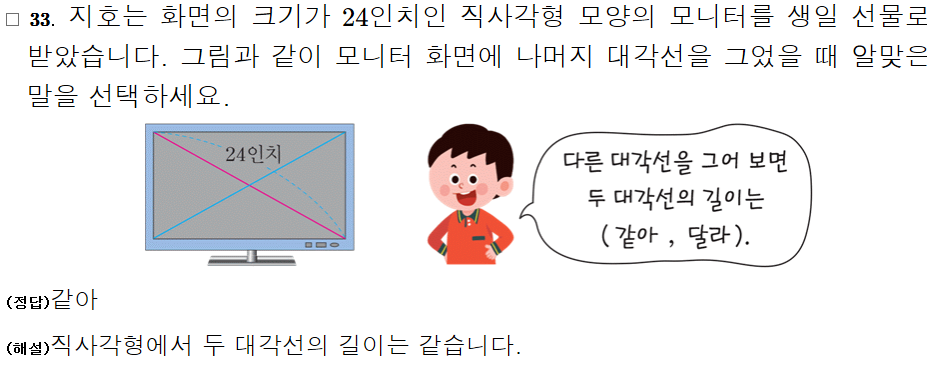 □ 33. 지호는 화면의 크기가 24인치인 직사각형 모양의 모니터를 생일 선물로
받았습니다. 그림과 같이 모니터 화면에 나머지 대각선을 그었을 때 알맞은
말을 선택하세요.
24인치
다른 대각선을 그어 보면
두 대각선의 길이는
( 같아 , 달라 ).
(정답)같아
(해설)직사각형에서 두 대각선의 길이는 같습니다.